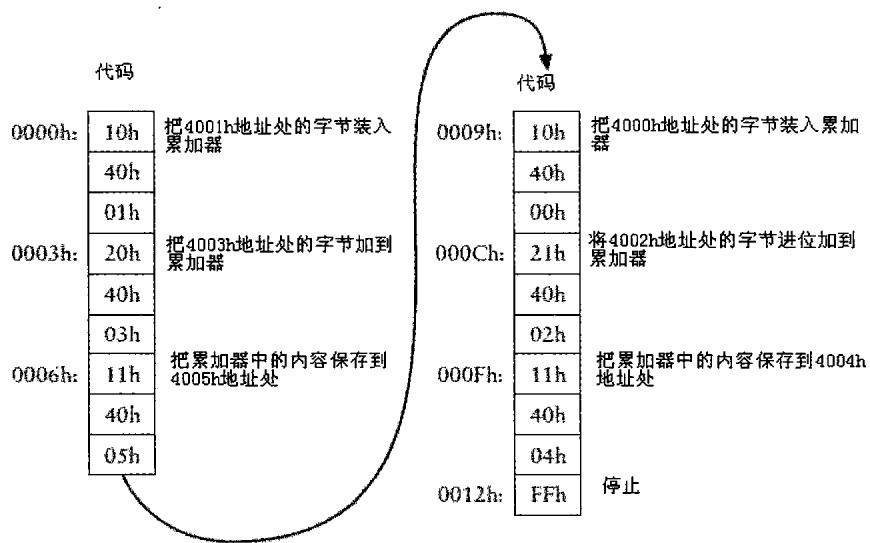 代码
0000h:
10h
把4001h地址处的字节装入
累加器
40h
01h
0003h:
20h
把4003h地址处的字节加到
累加器
40h
03h
0006h:
11h
把累加器中的内容保存到
4005h地址处
40h
05h
代码
0009h:
10h
把4000h地址处的字节装入累加
器
40h
00h
000Ch:
21h
将4002h地址处的字节进位加到
累加器
40h
02h
000Fh:
11h
把累加器中的内容保存到4004h
地址处
40h
04h
0012h:
FFh
停止